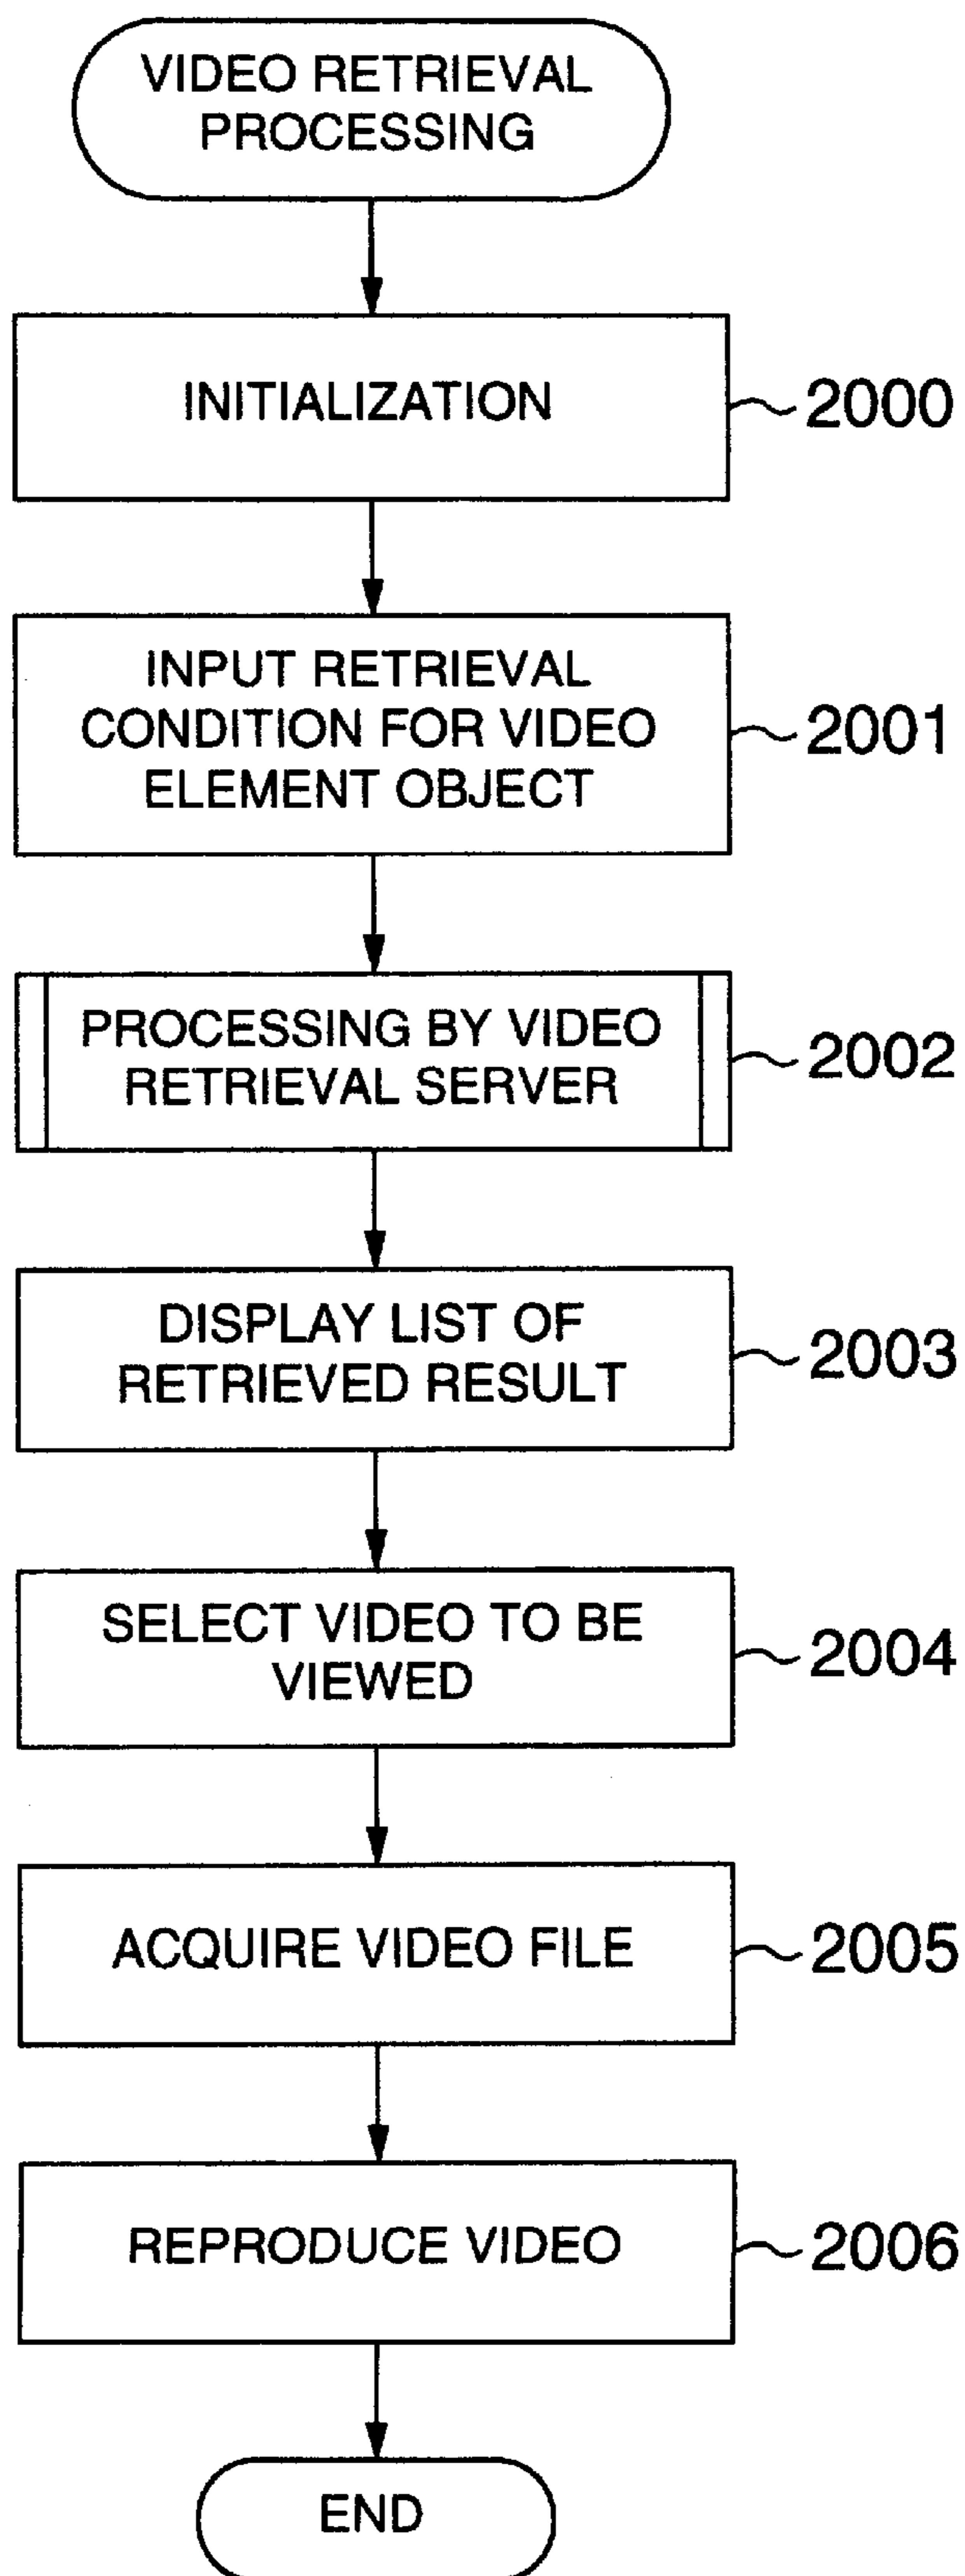 VIDEO RETRIEVAL
PROCESSING
INITIALIZATION
2000
INPUT RETRIEVAL
CONDITION FOR VIDEO
ELEMENT OBJECT
2001
PROCESSING BY VIDEO
RETRIEVAL SERVER
2002
DISPLAY LIST OF
RETRIEVED RESULT
2003
SELECT VIDEO TO BE
VIEWED
2004
ACQUIRE VIDEO FILE
2005
REPRODUCE VIDEO
2006
END